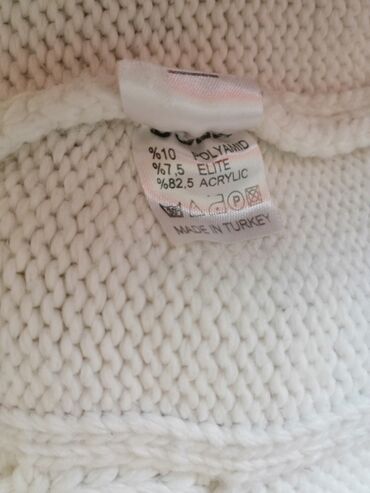 %10 POLYAMID
%7,5 ELITE
%82,5 ACRYLIC
P
MADE IN TURKEY